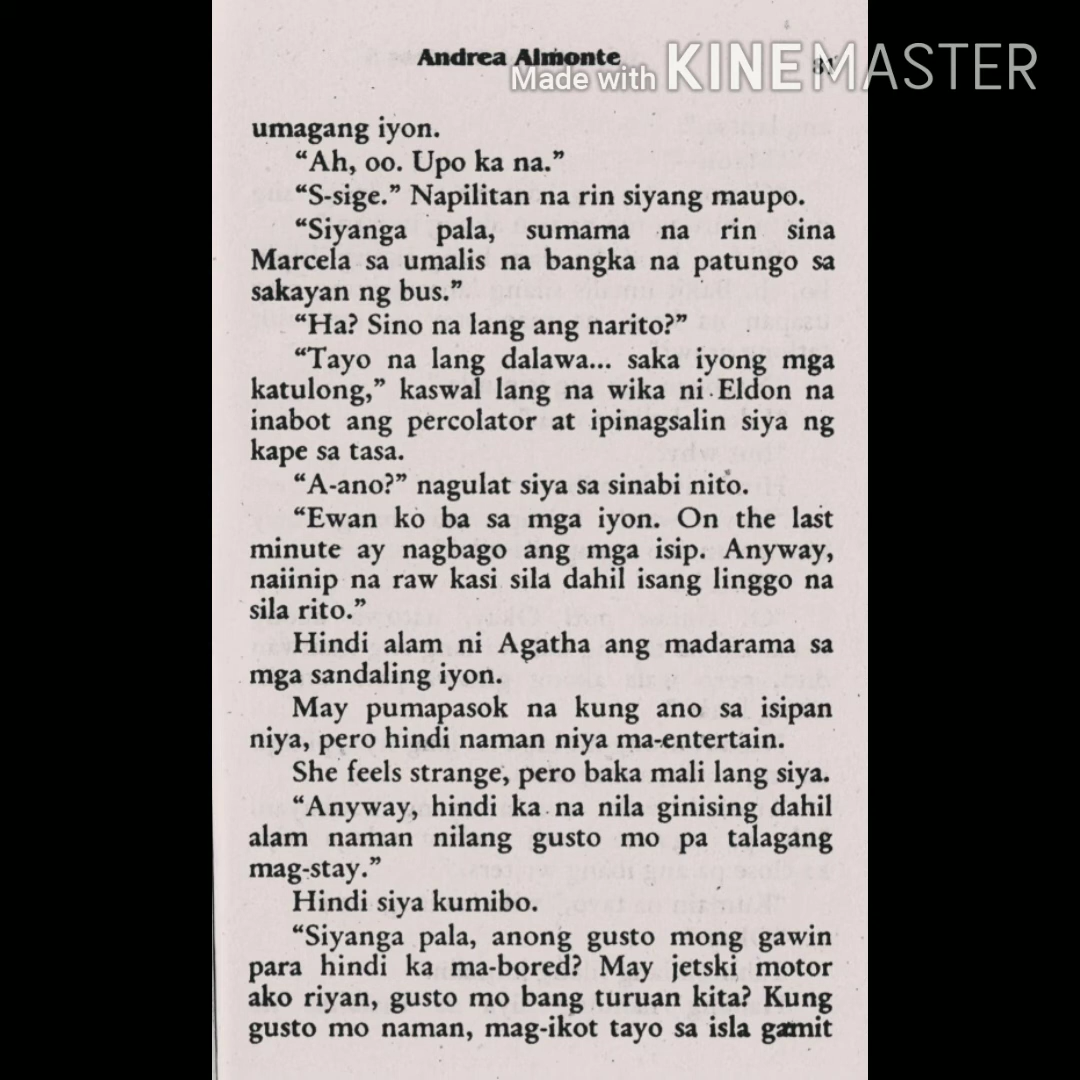 Andrea Almonte
Made with KINEMASTER
umagang iyon.
“Ah, oo. Upo ka na.”
“S-sige.” Napilitan na rin siyang maupo.
“Siyanga pala, sumama na rin sina
Marcela sa umalis na bangka na patungo sa
sakayan ng bus.”
“Ha? Sino na lang ang narito?”
“Tayo na lang dalawa... saka iyong mga
katulong,” kaswal lang na wika ni Eldon na
inabot ang percolator at ipinagsalin siya ng
kape sa tasa.
“A-ano?” nagulat siya sa sinabi nito.
“Ewan ko ba sa mga iyon. On the last
minute ay nagbago ang mga isip. Anyway,
naiinip na raw kasi sila dahil isang linggo na
sila rito.”
Hindi alam ni Agatha ang madarama sa
mga sandaling iyon.
May pumapasok na kung ano sa isipan
niya, pero hindi naman niya ma-entertain.
She feels strange, pero baka mali lang siya.
“Anyway, hindi ka na nila ginising dahil
alam naman nilang gusto mo pa talagang
mag-stay.”
Hindi siya kumibo.
“Siyanga pala, anong gusto mong gawin
para hindi ka ma-bored? May jetski motor
ako riyan, gusto mo bang turuan kita? Kung
gusto mo naman, mag-ikot tayo sa isla gamit